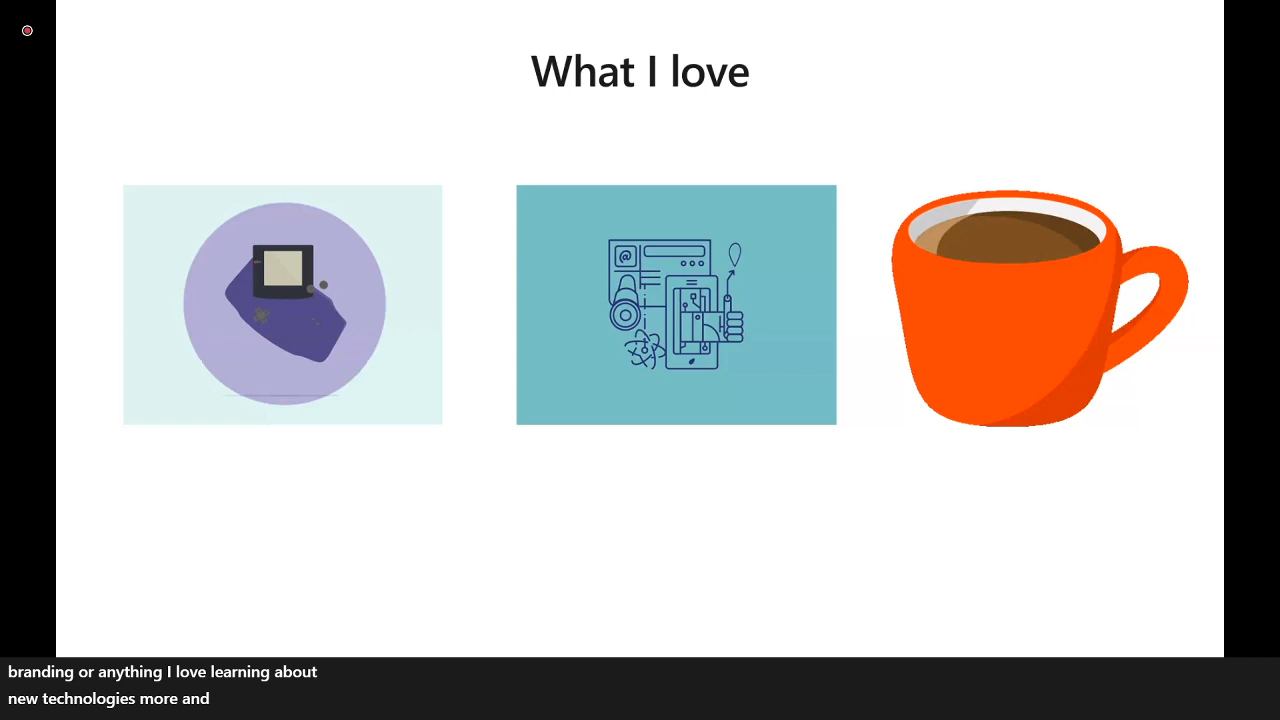 What I love
@
branding or anything I love learning about
new technologies more and